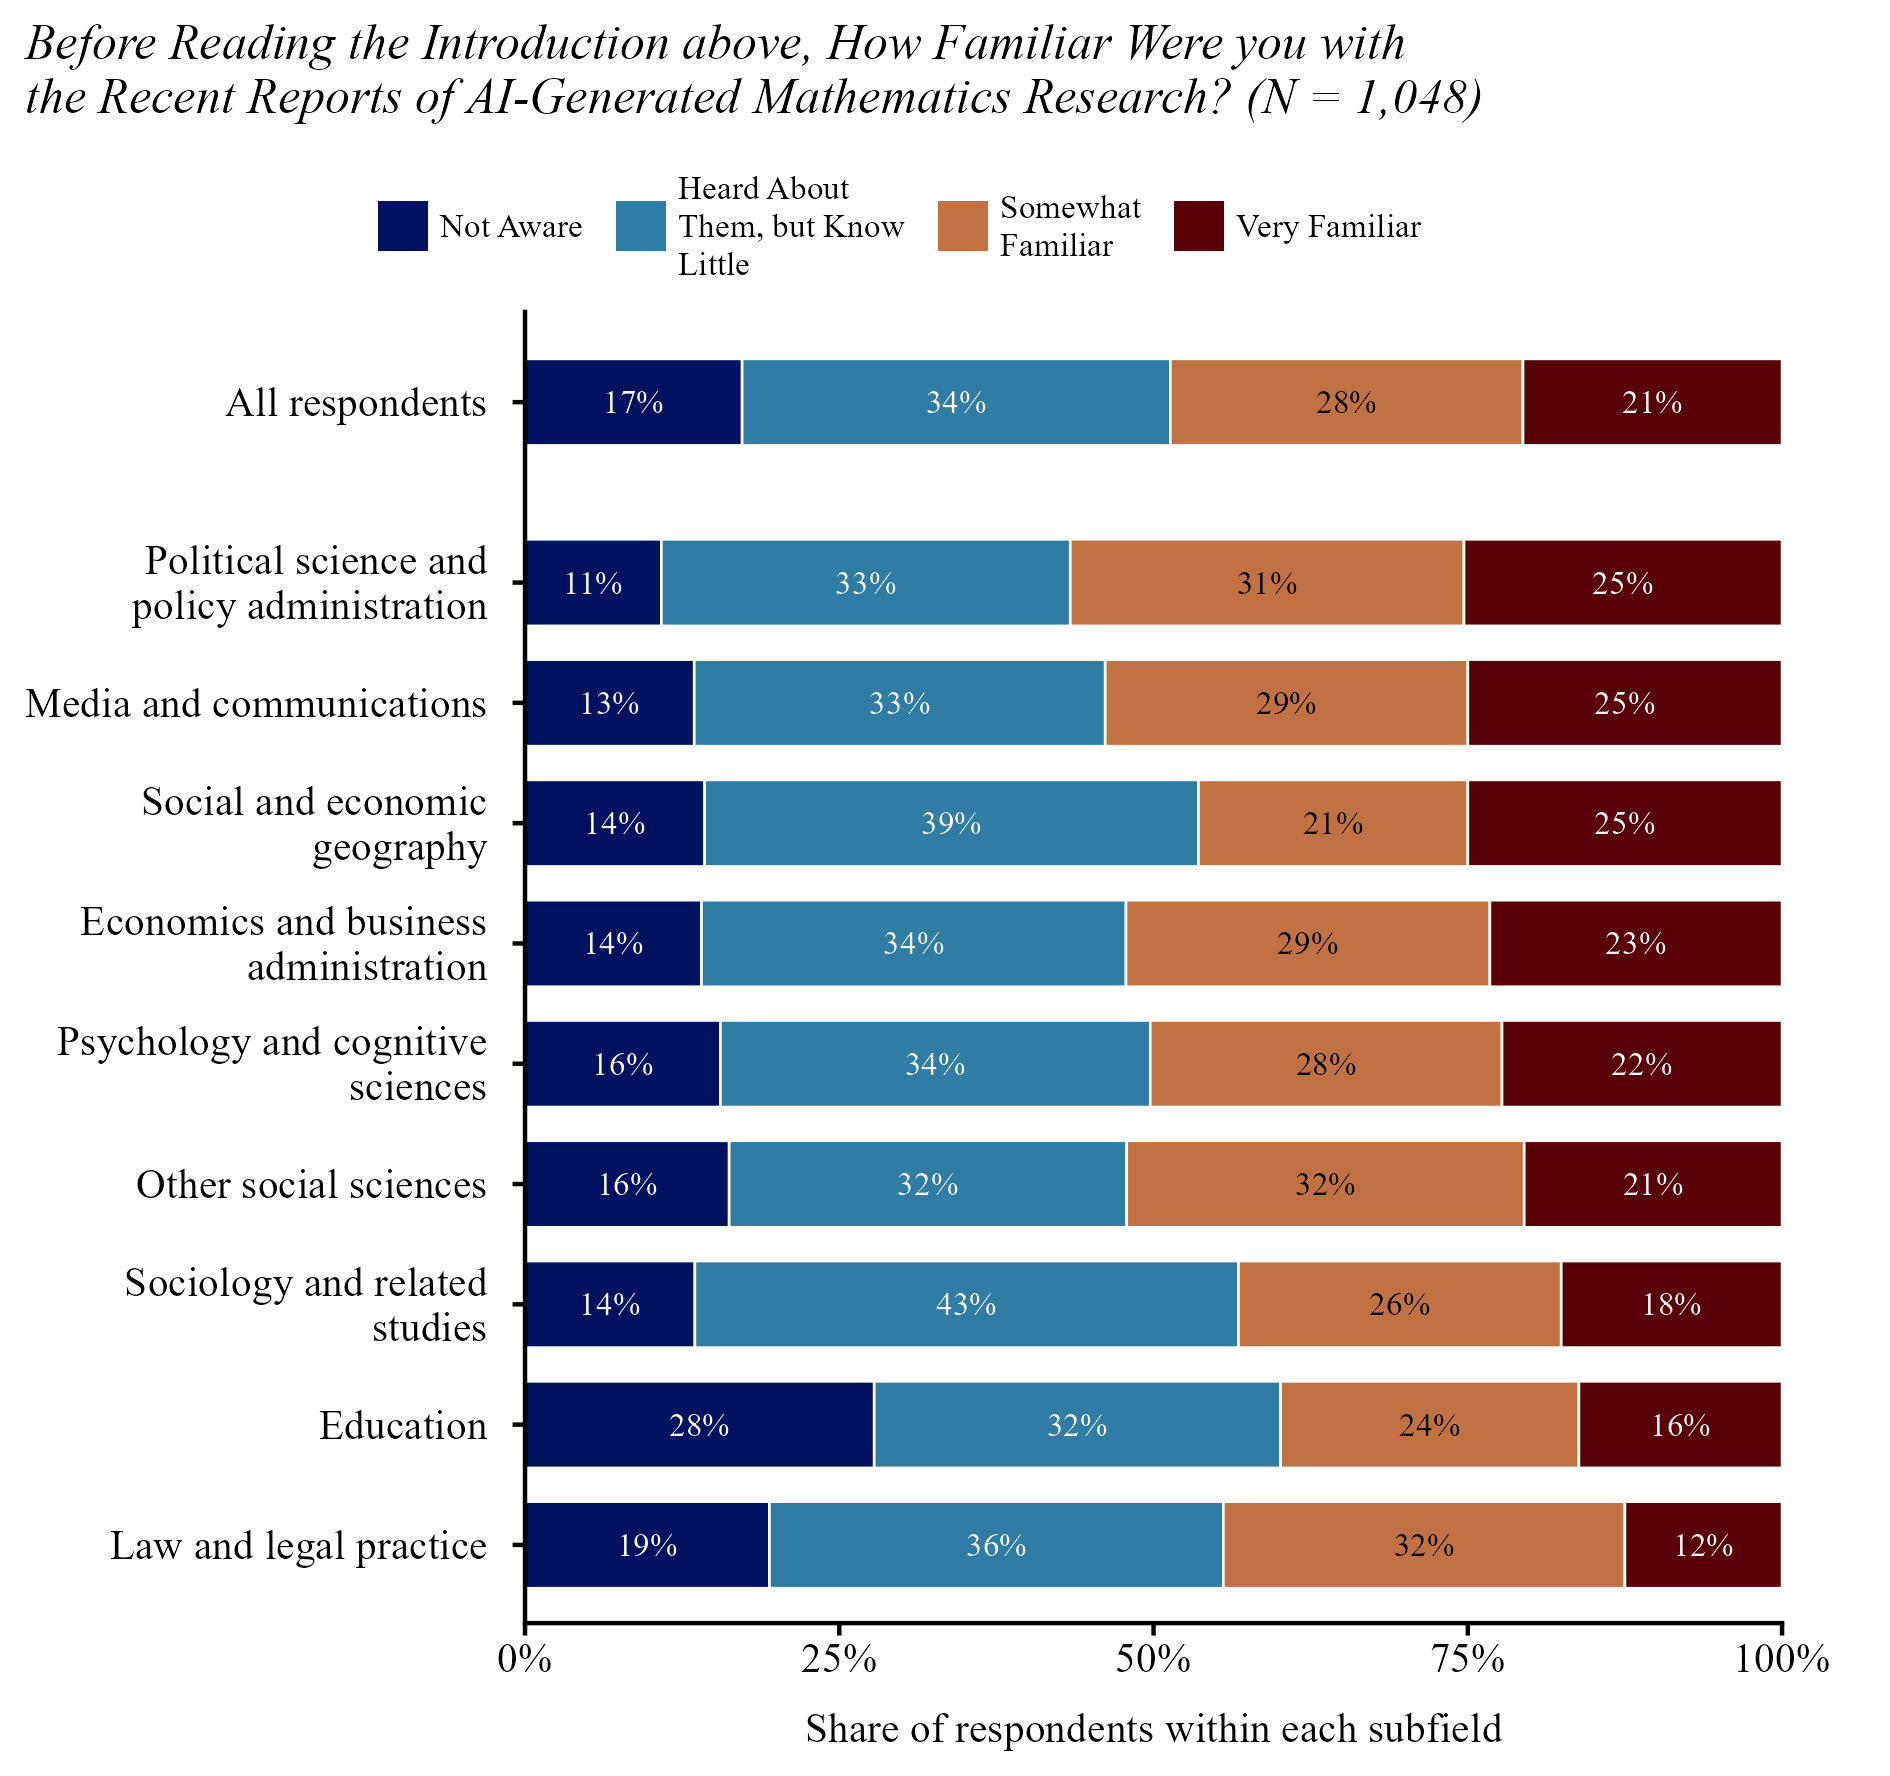 Before Reading the Introduction above, How Familiar Were you with
the Recent Reports of AI-Generated Mathematics Research? (N = 1,048)
Not Aware
Heard About
Them, but Know
Little
Somewhat
Familiar
Very Familiar
All respondents
17% 34% 28% 21%
Political science and
policy administration
11% 33% 31% 25%
Media and communications
13% 33% 29% 25%
Social and economic
geography
14% 39% 21% 25%
Economics and business
administration
14% 34% 29% 23%
Psychology and cognitive
sciences
16% 34% 28% 22%
Other social sciences
16% 32% 32% 21%
Sociology and related
studies
14% 43% 26% 18%
Education
28% 32% 24% 16%
Law and legal practice
19% 36% 32% 12%
0% 25% 50% 75% 100%
Share of respondents within each subfield